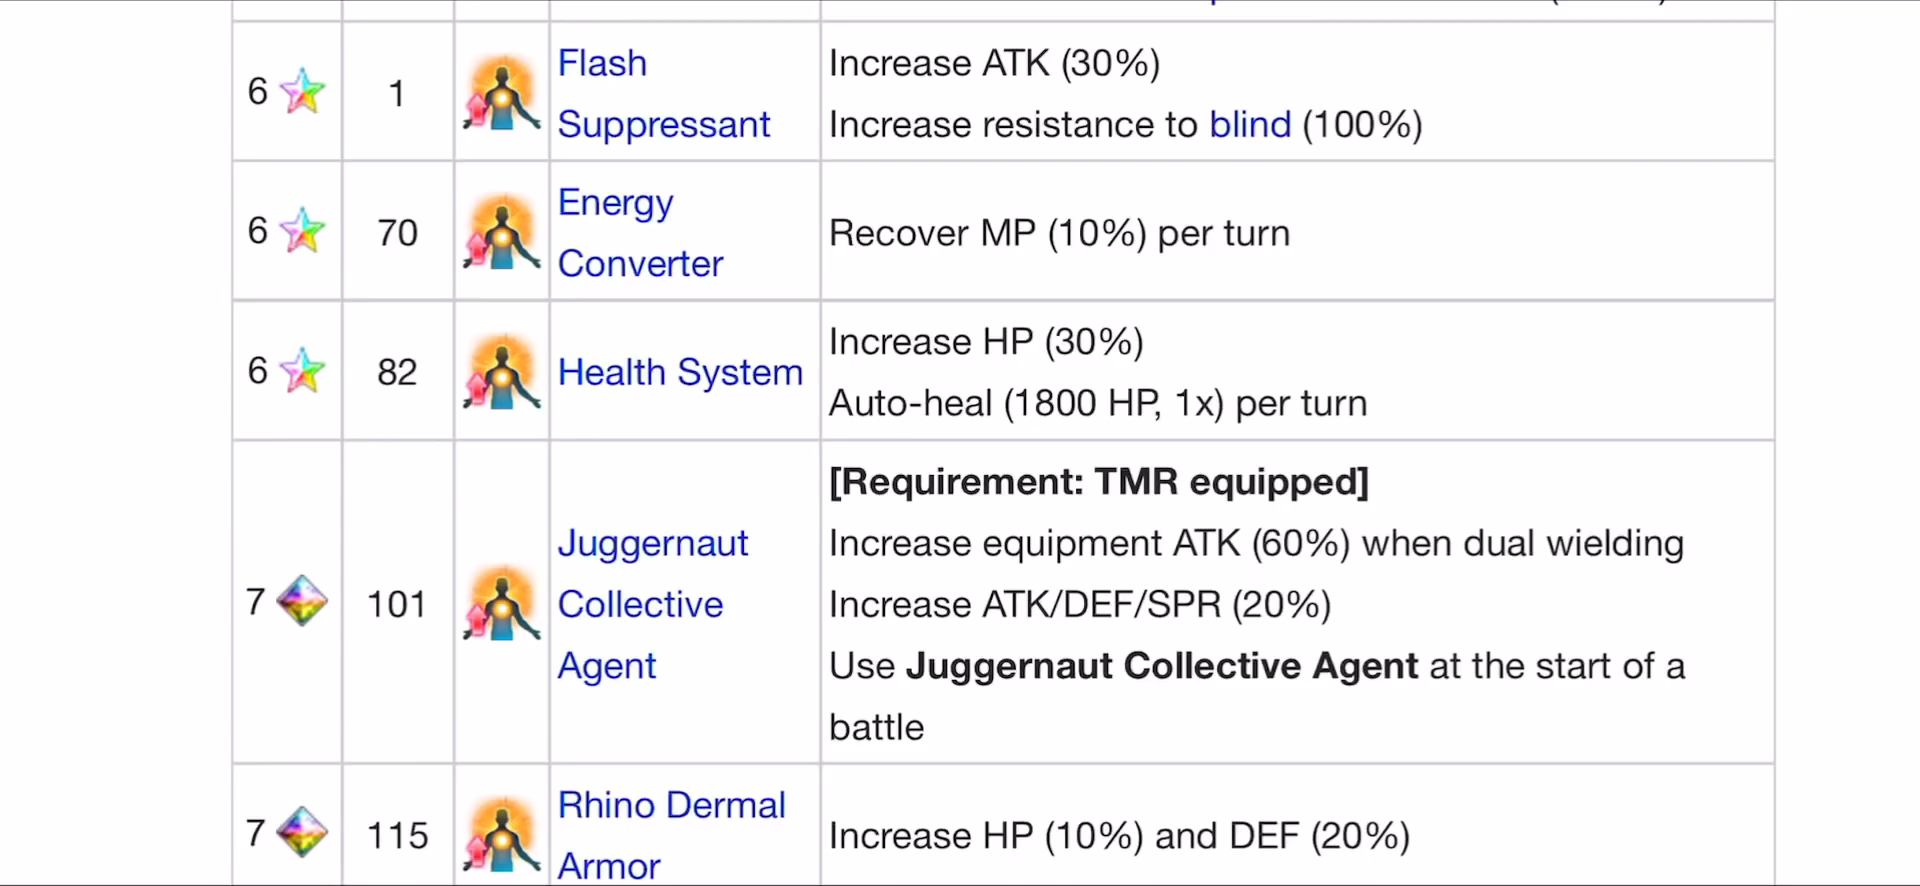 6 1 Flash Suppressant Increase ATK (30%)
Increase resistance to blind (100%)
6 70 Energy Converter Recover MP (10%) per turn
6 82 Health System Increase HP (30%)
Auto-heal (1800 HP, 1x) per turn
7 101 Juggernaut Collective Agent [Requirement: TMR equipped]
Increase equipment ATK (60%) when dual wielding
Increase ATK/DEF/SPR (20%)
Use Juggernaut Collective Agent at the start of a
battle
7 115 Rhino Dermal Armor Increase HP (10%) and DEF (20%)